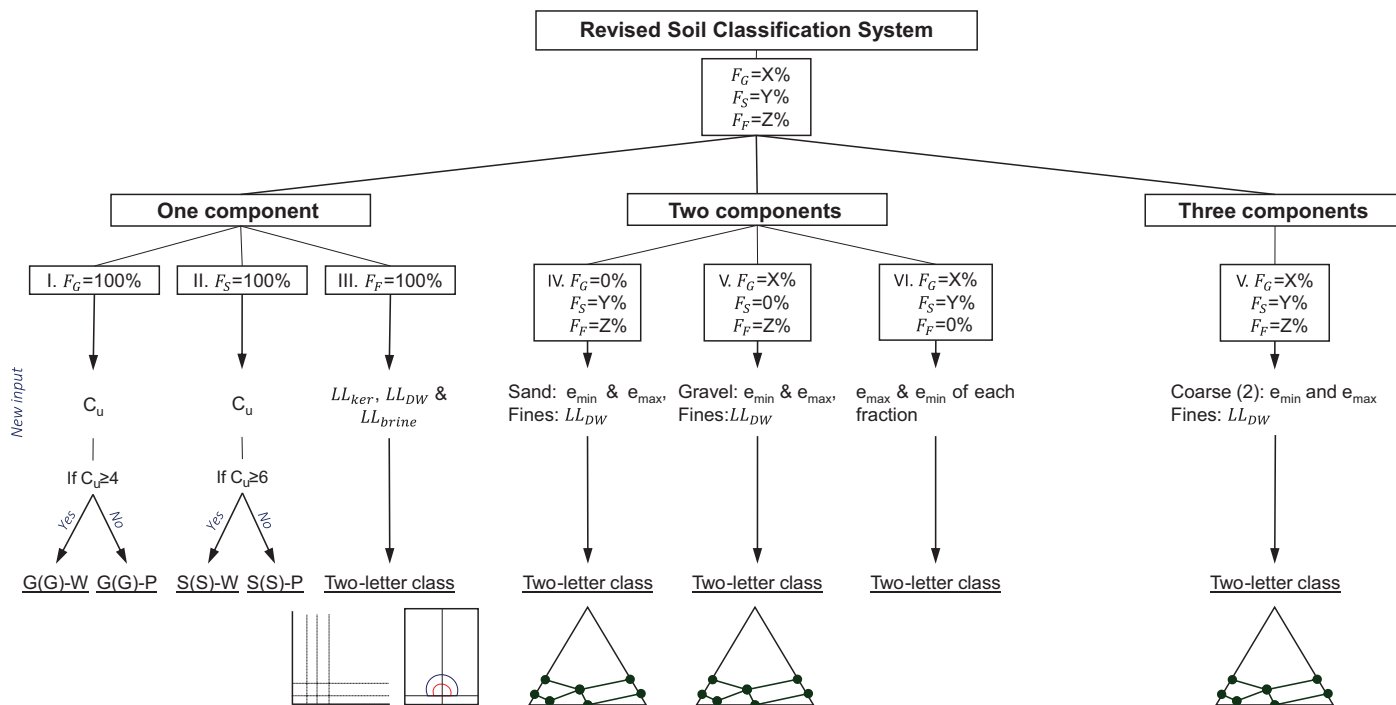 Revised Soil Classification System
F_G=X%
F_S=Y%
F_F=Z%
One component
Two components
Three components
I. F_G=100%
II. F_S=100%
III. F_F=100%
IV. F_G=0%
F_S=Y%
F_F=Z%
V. F_G=X%
F_S=0%
F_F=Z%
VI. F_G=X%
F_S=Y%
F_F=0%
V. F_G=X%
F_S=Y%
F_F=Z%
New input
C_u
C_u
LL_ker, LL_DW &
LL_brine
Sand: e_min & e_max,
Fines: LL_DW
Gravel: e_min & e_max,
Fines:LL_DW
e_max & e_min of each
fraction
Coarse (2): e_min and e_max
Fines: LL_DW
If C_u≥4
If C_u≥6
Yes
No
Yes
No
G(G)-W
G(G)-P
S(S)-W
S(S)-P
Two-letter class
Two-letter class
Two-letter class
Two-letter class
Two-letter class